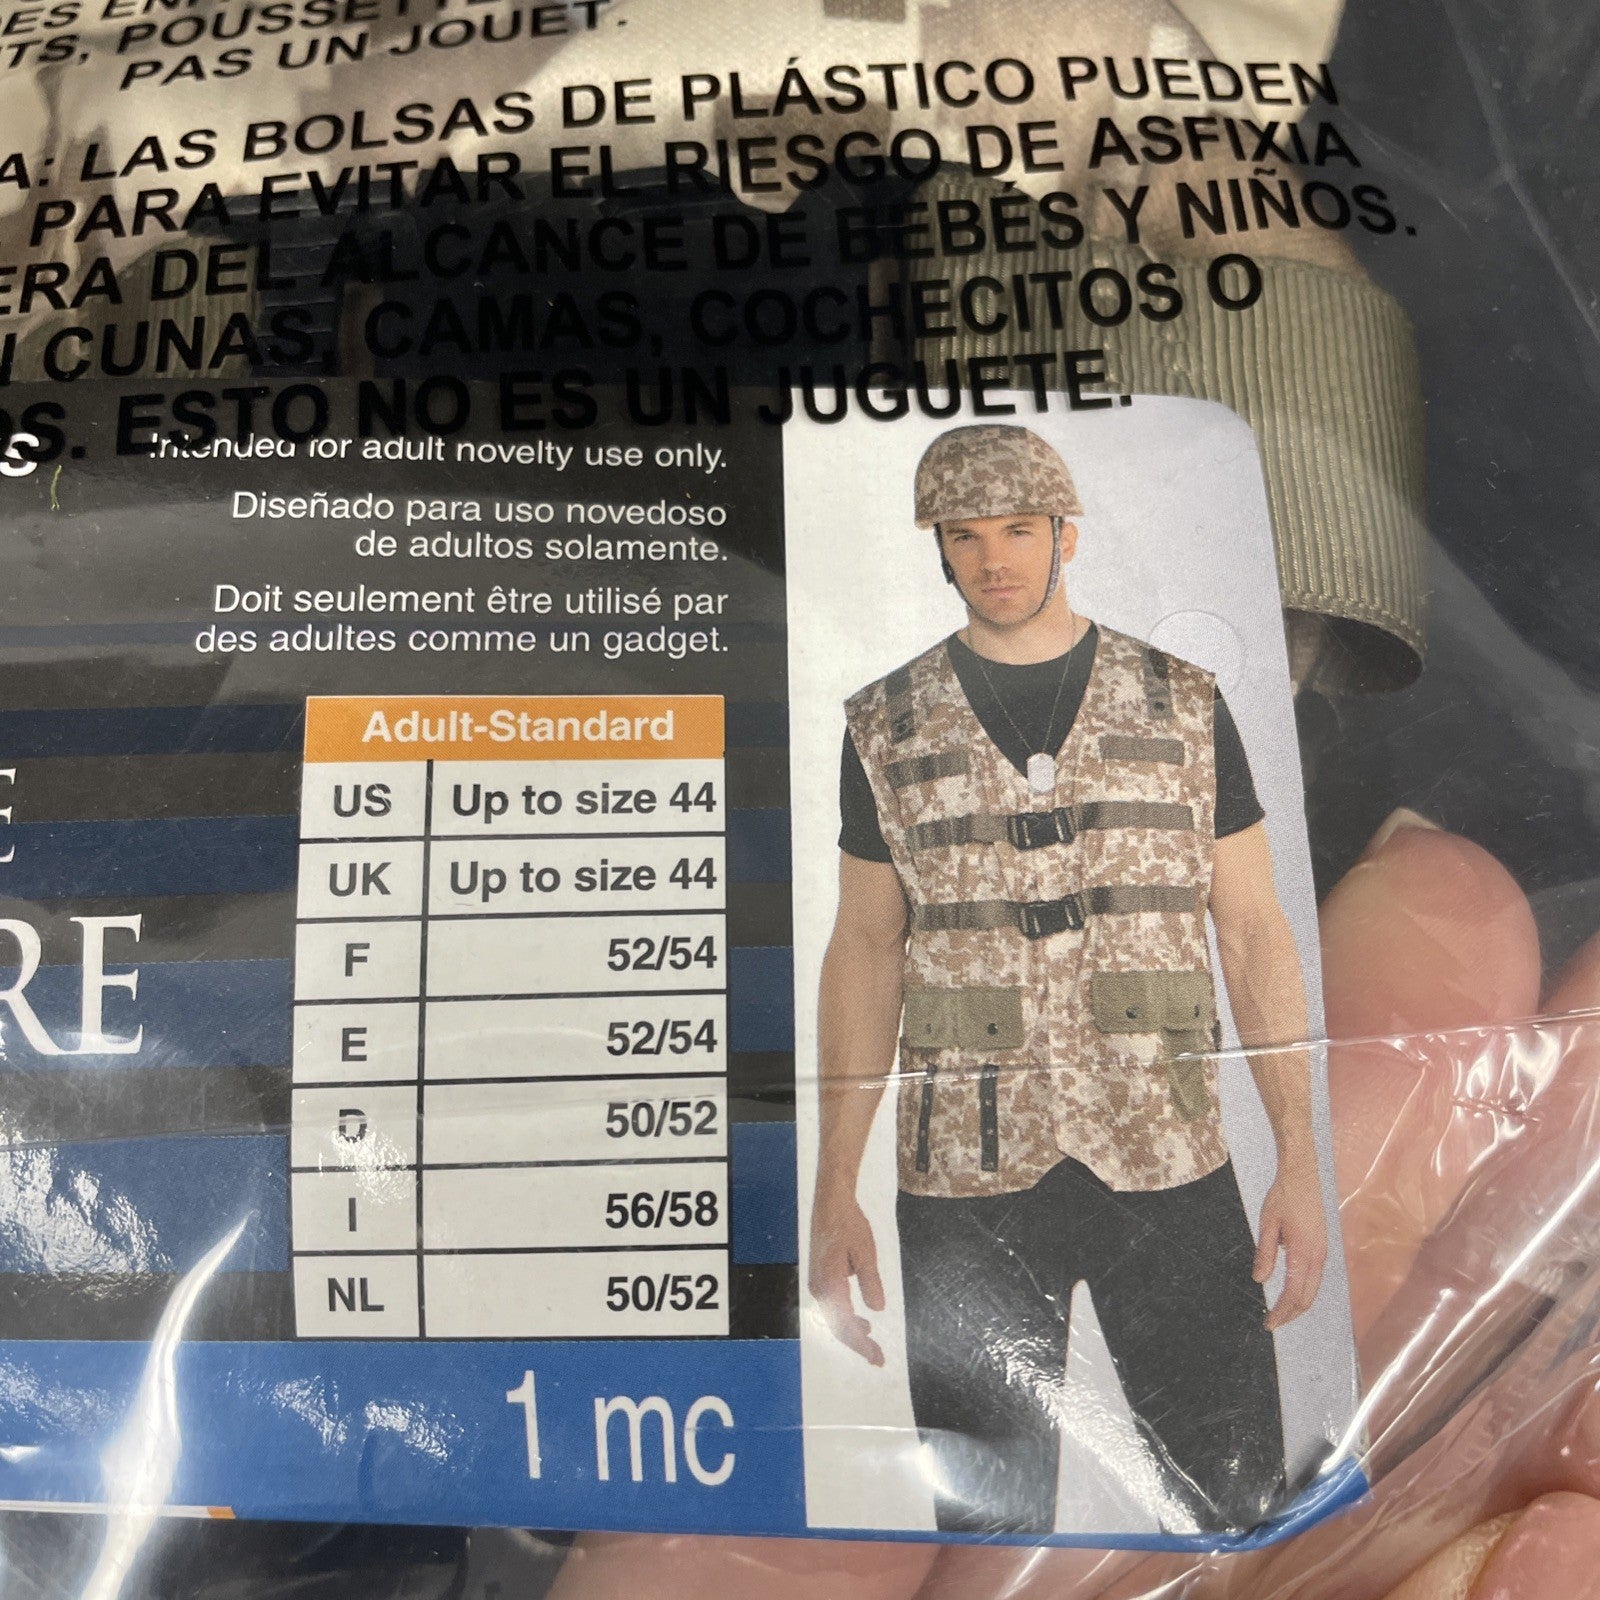 TS, POUSSETTE
PAS UN JOUET.
LAS BOLSAS DE PLÁSTICO PUEDEN
PARA EVITAR EL RIESGO DE ASFIXIA
DEL ALCANCE DE BEBÉS Y NIÑOS.
CUNAS, CAMAS, COCHECITOS O
OS. ESTO NO ES UN JUGUETE.
Intended for adult novelty use only.
Diseñado para uso novedoso
de adultos solamente.
Doit seulement être utilisé par
des adultes comme un gadget.
Adult-Standard
US Up to size 44
UK Up to size 44
F 52/54
E 52/54
D 50/52
I 56/58
NL 50/52
E
RE
1 mc